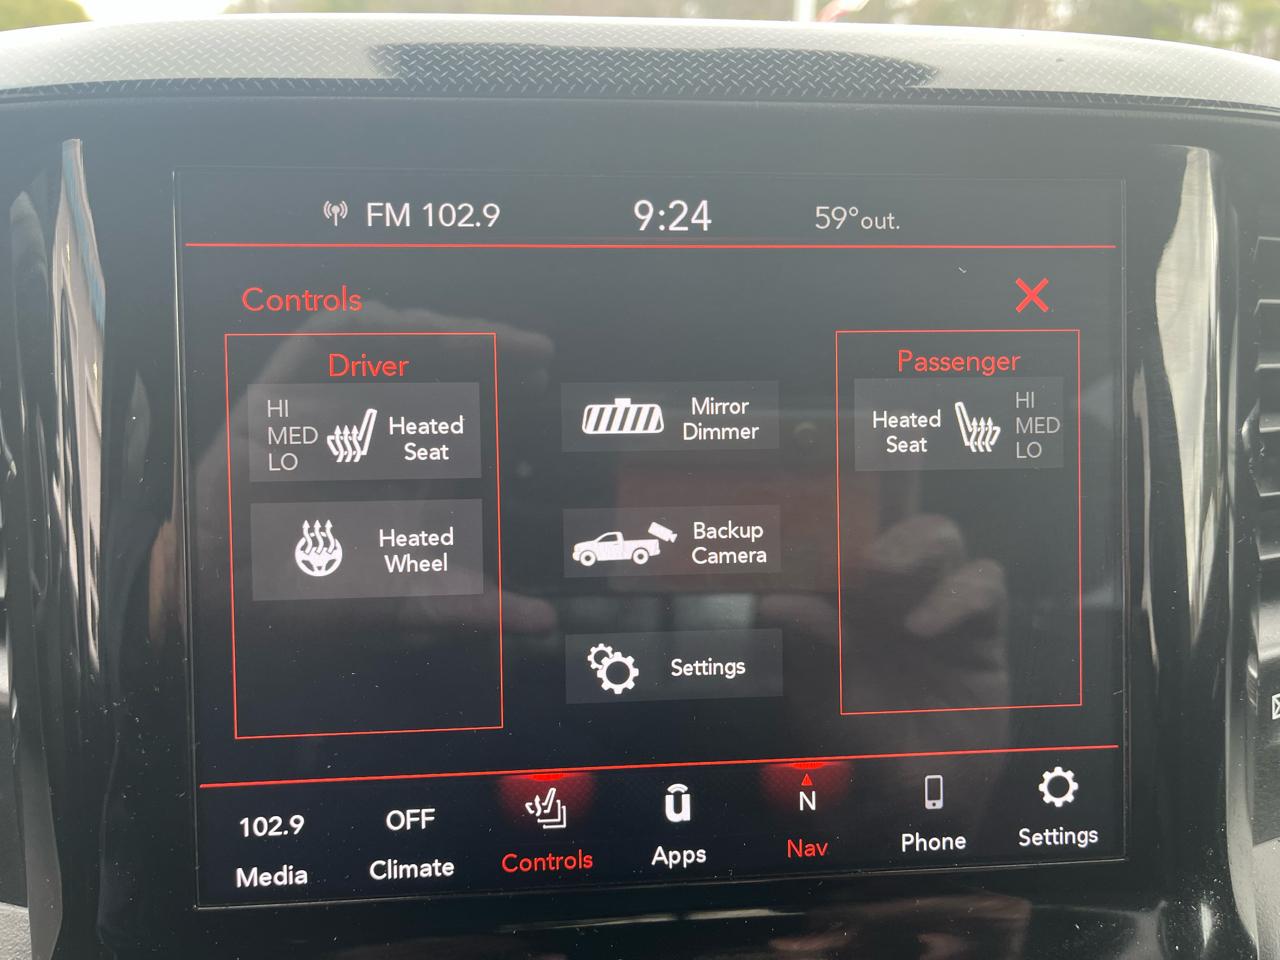 FM 102.9
9:24
59°out.
Controls
Driver
HI
MED
LO
Heated
Seat
Heated
Wheel
Mirror
Dimmer
Backup
Camera
Settings
Passenger
Heated
Seat
HI
MED
LO
102.9
Media
OFF
Climate
Controls
Apps
N
Nav
Phone
Settings